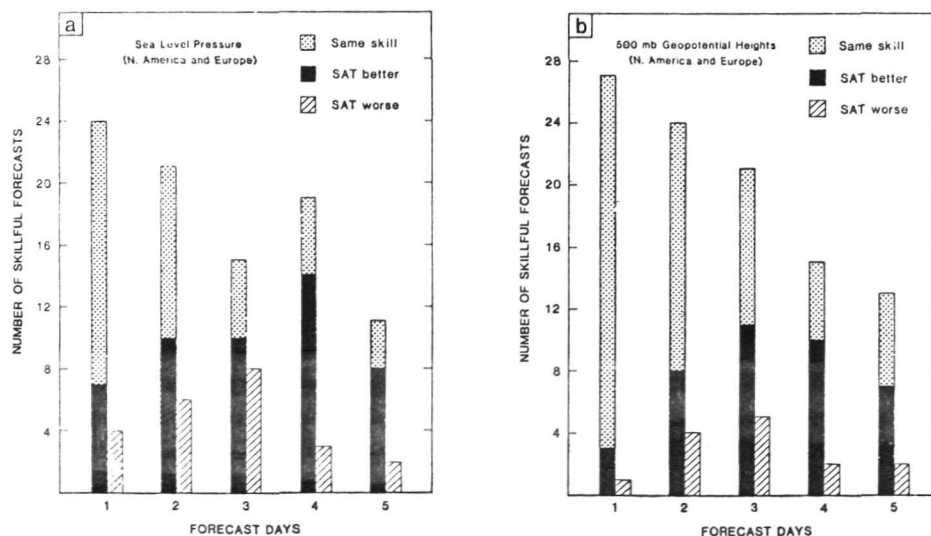 a
Sea Level Pressure
(N. America and Europe)
Same skill
SAT better
SAT worse
NUMBER OF SKILLFUL FORECASTS
28
24
20
16
12
8
4
1 2 3 4 5
FORECAST DAYS
b
500 mb Geopotential Heights
(N. America and Europe)
Same skill
SAT better
SAT worse
NUMBER OF SKILLFUL FORECASTS
28
24
20
16
12
8
4
1 2 3 4 5
FORECAST DAYS